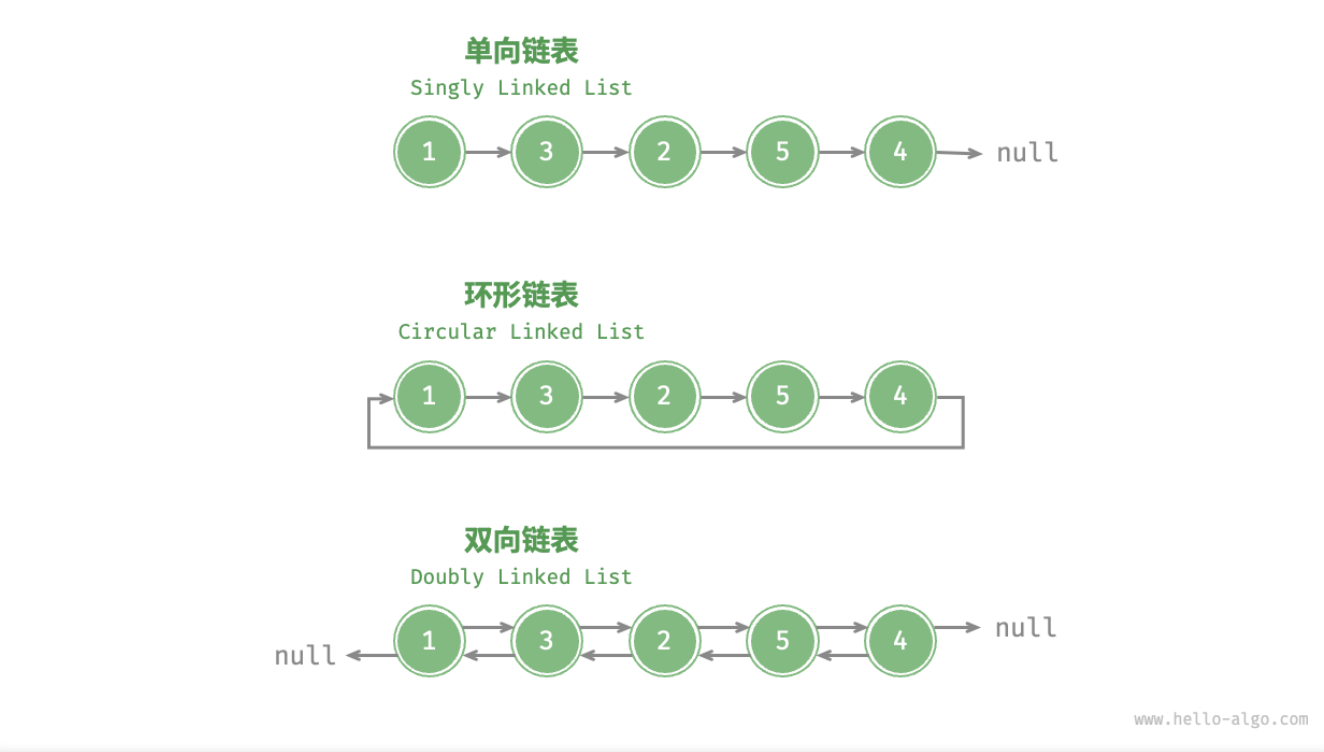 单向链表
Singly Linked List
1 3 2 5 4 null
环形链表
Circular Linked List
1 3 2 5 4
双向链表
Doubly Linked List
1 3 2 5 4 null
null
www.hello-algo.com